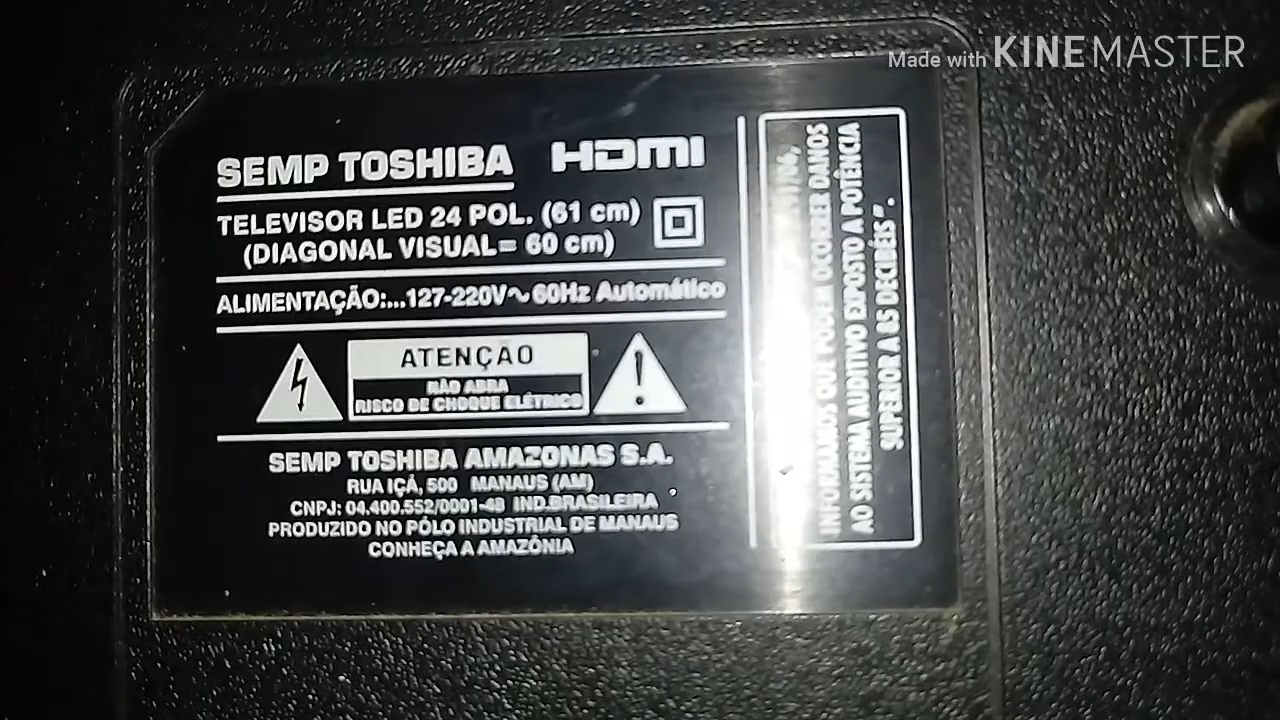 Made with KINEMASTER
SEMP TOSHIBA HDMI
TELEVISOR LED 24 POL. (61 cm)
(DIAGONAL VISUAL= 60 cm)
ALIMENTAÇÃO:...127-220V~ 60Hz Automático
ATENÇAO
NÃO ABRA
RISCO DE CHOQUE ELÉTRICO
SEMP TOSHIBA AMAZONAS S.A.
RUA IÇÁ, 500 MANAUS (AM)
CNPJ: 04.400.552/0001-48 IND.BRASILEIRA
PRODUZIDO NO PÓLO INDUSTRIAL DE MANAUS
CONHEÇA A AMAZÔNIA
INFORMAMOS QUE PODEM OCORRER DANOS
AO SISTEMA AUDITIVO EXPOSTO A POTÊNCIA
SUPERIOR A 85 DECIBÉIS".